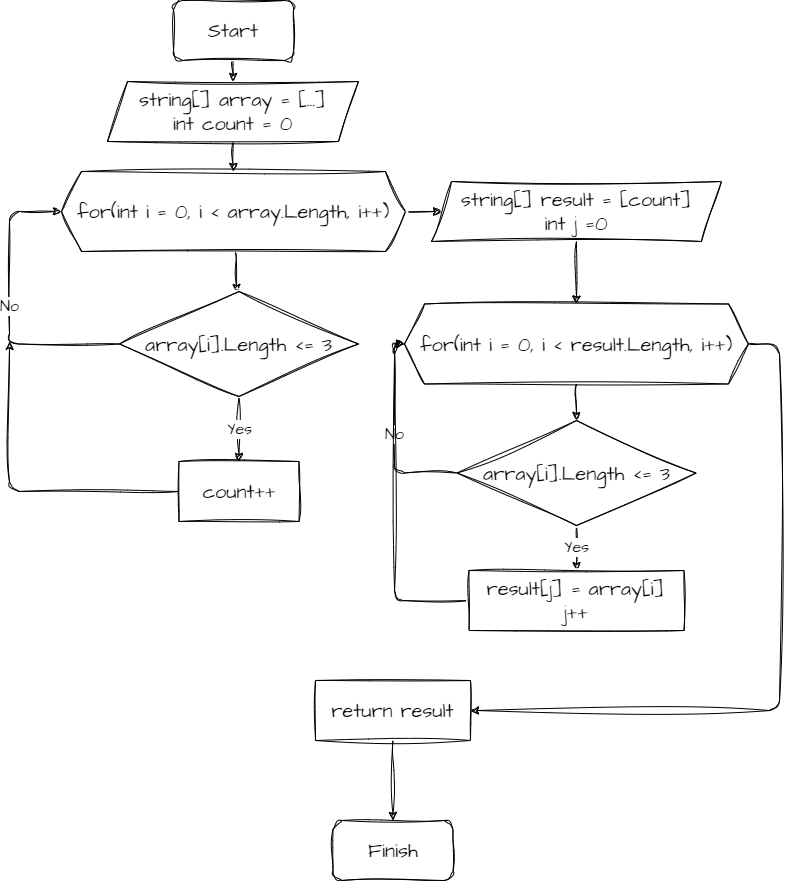 Start
string[] array = [...]
int count = 0
for(int i = 0, i < array.Length, i++)
No
array[i].Length <= 3
Yes
count++
string[] result = [count]
int j =0
for(int i = 0, i < result.Length, i++)
No
array[i].Length <= 3
Yes
result[j] = array[i]
j++
return result
Finish